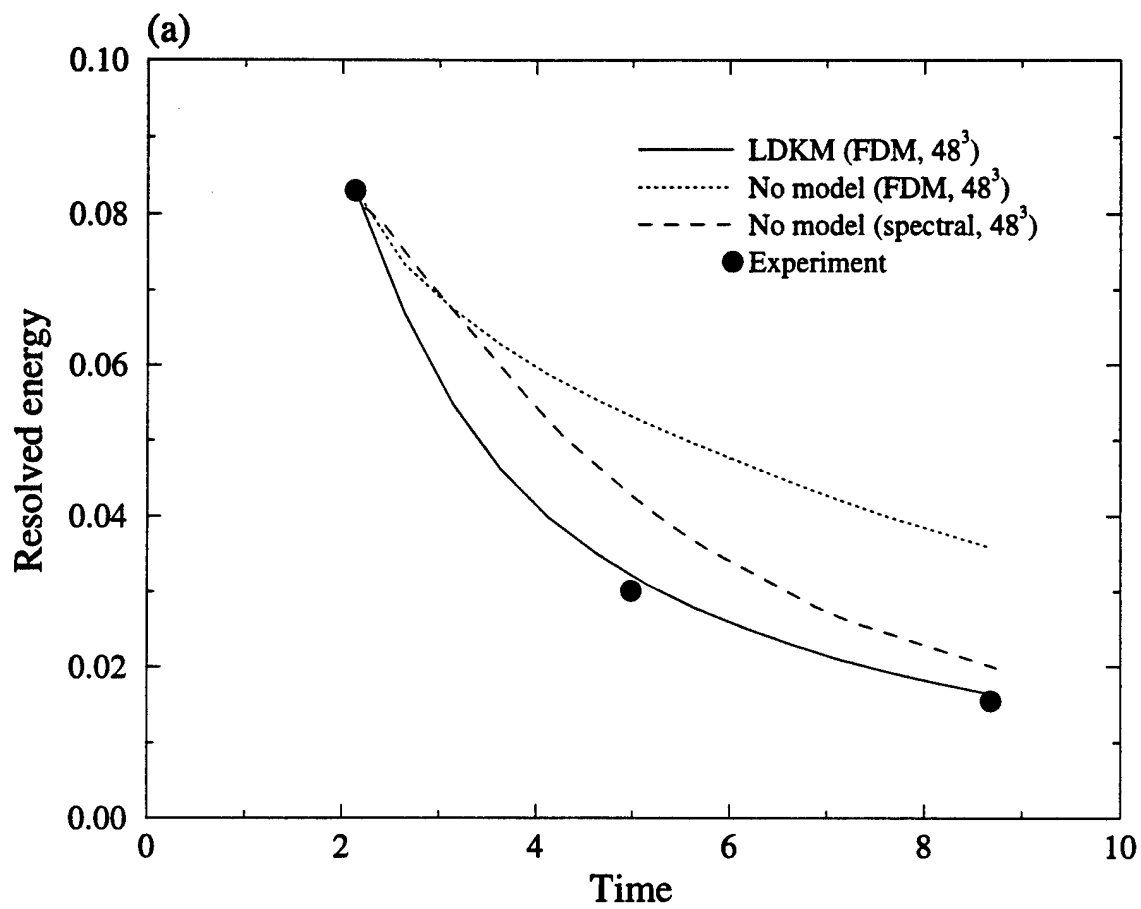 (a)
0.10
0.08
0.06
0.04
0.02
0.00
Resolved energy
LDKM (FDM, 48³)
No model (FDM, 48³)
No model (spectral, 48³)
Experiment
0 2 4 6 8 10
Time